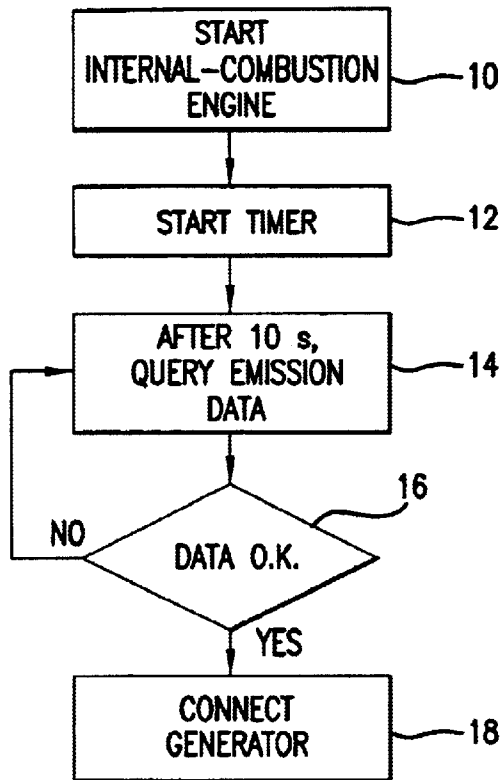 START
INTERNAL-COMBUSTION
ENGINE
10
START TIMER
12
AFTER 10 s,
QUERY EMISSION
DATA
14
16
NO
DATA O.K.
YES
CONNECT
GENERATOR
18